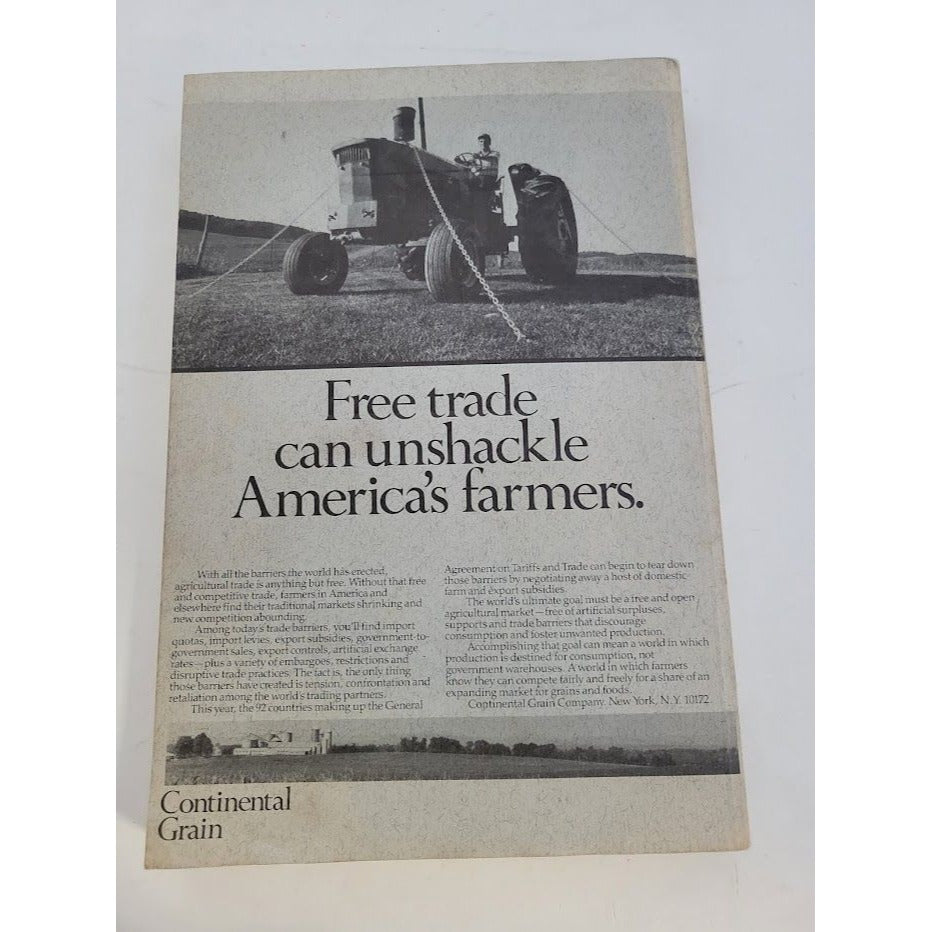 Free trade
can unshackle
America's farmers.
With all the barriers the world has erected,
agricultural trade is anything but free. Without that free
and competitive trade, farmers in America and
elsewhere find their traditional markets shrinking and
new competition abounding.
Among today's trade barriers, you'll find import
quotas, import levies, export subsidies, government-to-
government sales, export controls, artificial exchange
rates—plus a variety of embargoes, restrictions and
disruptive trade practices. The fact is, the only thing
those barriers have created is tension, confrontation and
retaliation among the world's trading partners.
This year, the 92 countries making up the General
Agreement on Tariffs and Trade can begin to tear down
those barriers by negotiating away a host of domestic
farm and export subsidies.
The world's ultimate goal must be a free and open
agricultural market—free of artificial surpluses,
supports and trade barriers that discourage
consumption and foster unwanted production.
Accomplishing that goal can mean a world in which
production is destined for consumption, not
government warehouses. A world in which farmers
know they can compete fairly and freely for a share of an
expanding market for grains and foods.
Continental Grain Company. New York, N.Y. 10172
Continental
Grain